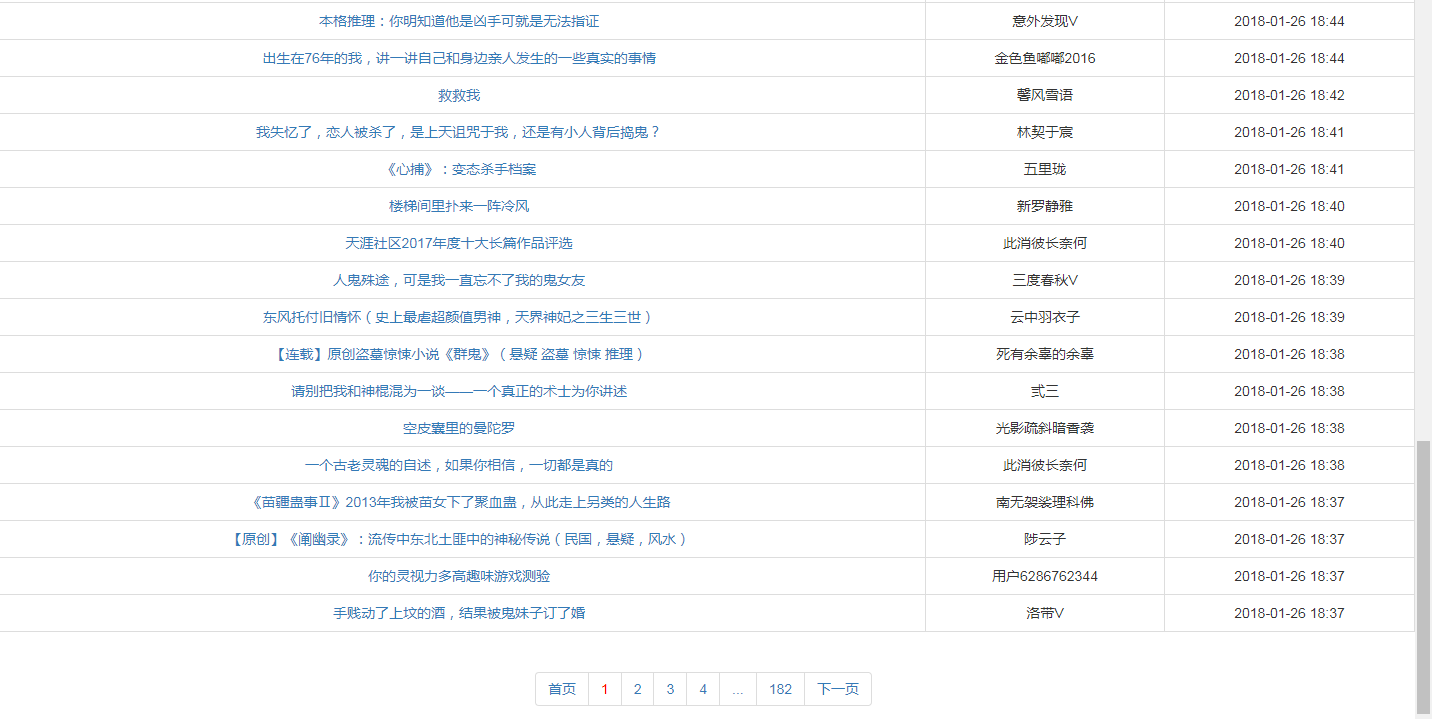 本格推理：你明知道他是凶手可就是无法指证 意外发现V 2018-01-26 18:44
出生在76年的我，讲一讲自己和身边亲人发生的一些真实的事情 金色鱼嘟嘟2016 2018-01-26 18:44
救救我 馨风雪语 2018-01-26 18:42
我失忆了，恋人被杀了，是上天诅咒于我，还是有小人背后捣鬼？ 林契于宸 2018-01-26 18:41
《心捕》：变态杀手档案 五里珑 2018-01-26 18:41
楼梯间里扑来一阵冷风 新罗静雅 2018-01-26 18:40
天涯社区2017年度十大长篇作品评选 此消彼长奈何 2018-01-26 18:40
人鬼殊途，可是我一直忘不了我的鬼女友 三度春秋V 2018-01-26 18:39
东风托付旧情怀（史上最虐超颜值男神，天界神妃之三生三世） 云中羽衣子 2018-01-26 18:39
【连载】原创盗墓惊悚小说《群鬼》（悬疑 盗墓 惊悚 推理） 死有余辜的余辜 2018-01-26 18:38
请别把我和神棍混为一谈——一个真正的术士为你讲述 弍三 2018-01-26 18:38
空皮囊里的曼陀罗 光影疏斜暗香袭 2018-01-26 18:38
一个古老灵魂的自述，如果你相信，一切都是真的 此消彼长奈何 2018-01-26 18:38
《苗疆蛊事Ⅱ》2013年我被苗女下了聚血蛊，从此走上另类的人生路 南无袈裟理科佛 2018-01-26 18:37
【原创】《阐幽录》：流传中东北土匪中的神秘传说（民国，悬疑，风水） 陟云子 2018-01-26 18:37
你的灵视力多高趣味游戏测验 用户6286762344 2018-01-26 18:37
手贱动了上坟的酒，结果被鬼妹子订了婚 洛带V 2018-01-26 18:37
首页 1 2 3 4 ... 182 下一页